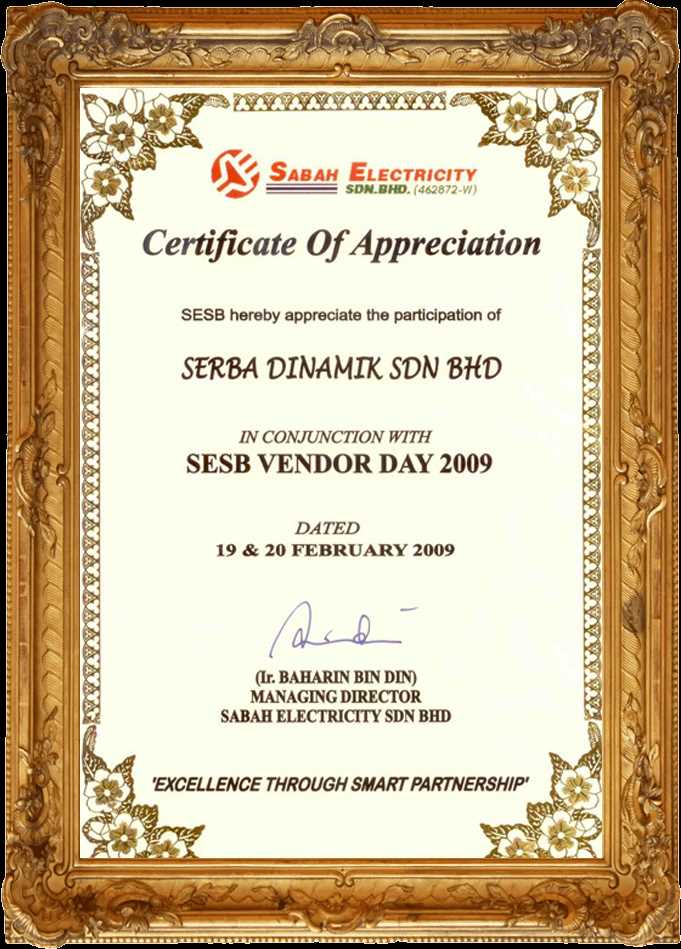 SABAH ELECTRICITY
SDN.BHD. (462872-W)
Certificate Of Appreciation
SESB hereby appreciate the participation of
SERBA DINAMIK SDN BHD
IN CONJUNCTION WITH
SESB VENDOR DAY 2009
DATED
19 & 20 FEBRUARY 2009
(Ir. BAHARIN BIN DIN)
MANAGING DIRECTOR
SABAH ELECTRICITY SDN BHD
'EXCELLENCE THROUGH SMART PARTNERSHIP'